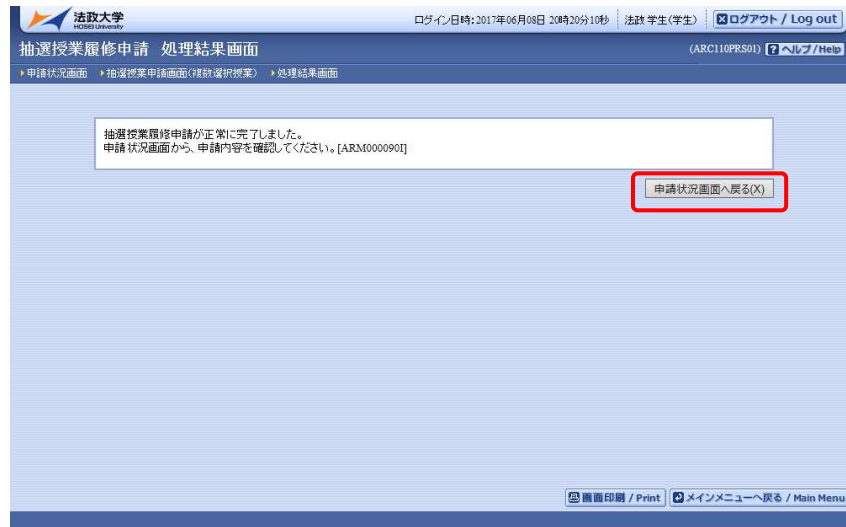 法政大学
HOSEI University
ログイン日時:2017年06月08日 20時20分10秒 法政 学生(学生) ログアウト / Log out
抽選授業履修申請 処理結果画面
(ARC110PRS01) ? ヘルプ/Help
申請状況画面 抽選授業申請画面(複数選択授業) 処理結果画面
抽選授業履修申請が正常に完了しました。
申請状況画面から、申請内容を確認してください。[ARM000090I]
申請状況画面へ戻る(X)
画面印刷 / Print メインメニューへ戻る / Main Menu